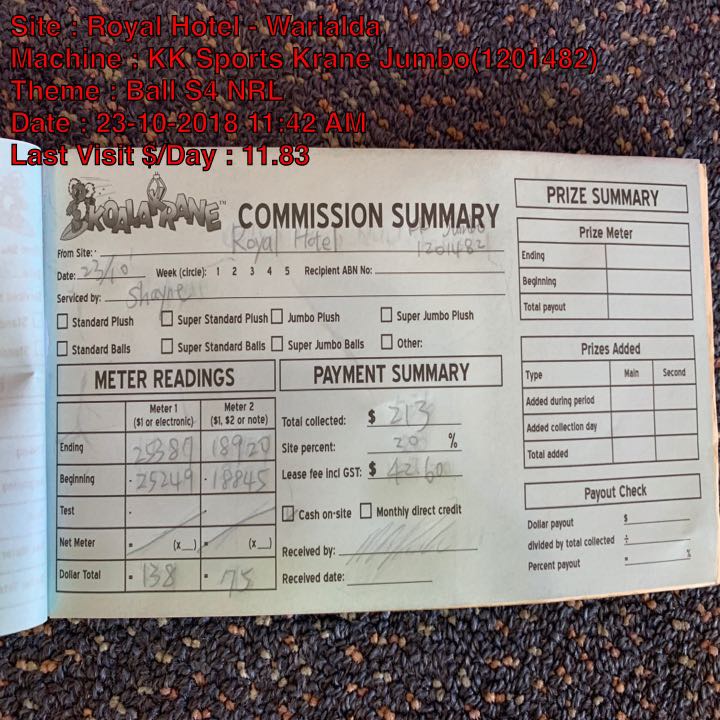 Site : Royal Hotel - Warialda
Machine : KK Sports Krane Jumbo(1201482)
Theme : Ball S4 NRL
Date : 23-10-2018 11:42 AM
Last Visit $/Day : 11.83
KOALA KRANE™ COMMISSION SUMMARY
From Site: Royal Hotel KK Jumbo 1201482
Date: 23/10 Week (circle): 1 2 3 4 5 Recipient ABN No:
Serviced by: Shayne
Standard Plush Super Standard Plush Jumbo Plush Super Jumbo Plush
Standard Balls Super Standard Balls Super Jumbo Balls Other:
METER READINGS
Meter 1 ($1 or electronic) Meter 2 ($1, $2 or note)
Ending 25387 18920
Beginning - 25249 - 18845
Test -
Net Meter = (x__) = (x__)
Dollar Total = 138 = 75
PAYMENT SUMMARY
Total collected: $ 213
Site percent: 20 %
Lease fee incl GST: $ 42.60
Cash on-site Monthly direct credit
Received by:
Received date:
PRIZE SUMMARY
Prize Meter
Ending
Beginning
Total payout
Prizes Added
Type Main Second
Added during period
Added collection day
Total added
Payout Check
Dollar payout $
divided by total collected ÷
Percent payout = %